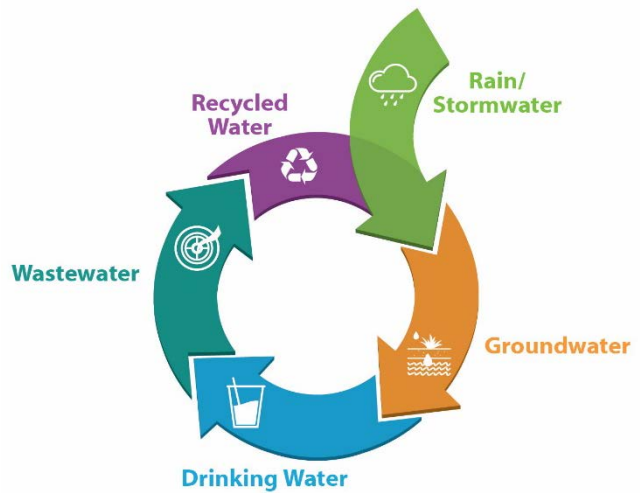 Rain/
Stormwater
Recycled
Water
Wastewater
Groundwater
Drinking Water